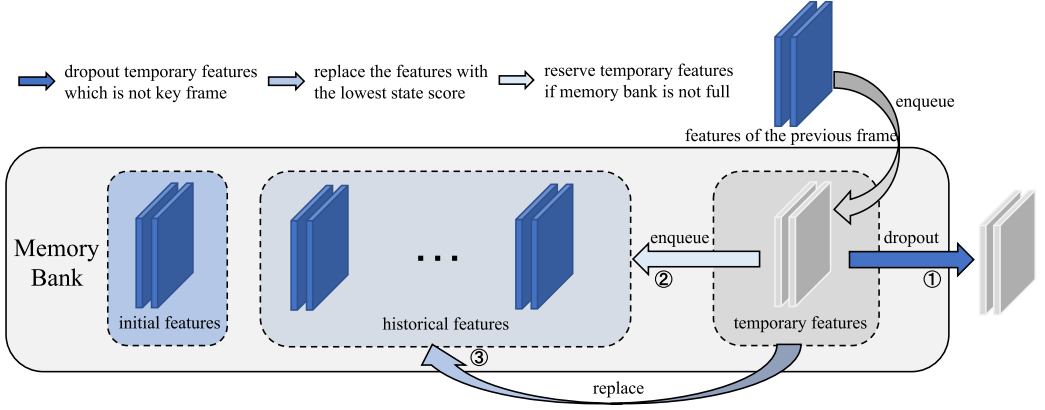 dropout temporary features
which is not key frame
replace the features with
the lowest state score
reserve temporary features
if memory bank is not full
enqueue
features of the previous frame
Memory
Bank
initial features
historical features
enqueue
②
temporary features
dropout
①
③
replace